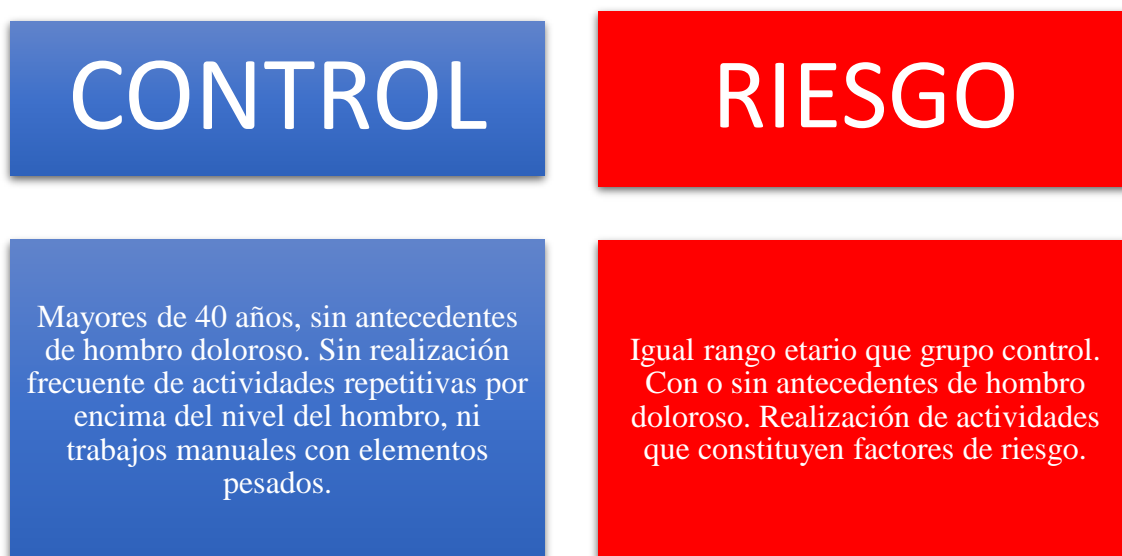 CONTROL
Mayores de 40 años, sin antecedentes
de hombro doloroso. Sin realización
frecuente de actividades repetitivas por
encima del nivel del hombro, ni
trabajos manuales con elementos
pesados.
RIESGO
Igual rango etario que grupo control.
Con o sin antecedentes de hombro
doloroso. Realización de actividades
que constituyen factores de riesgo.